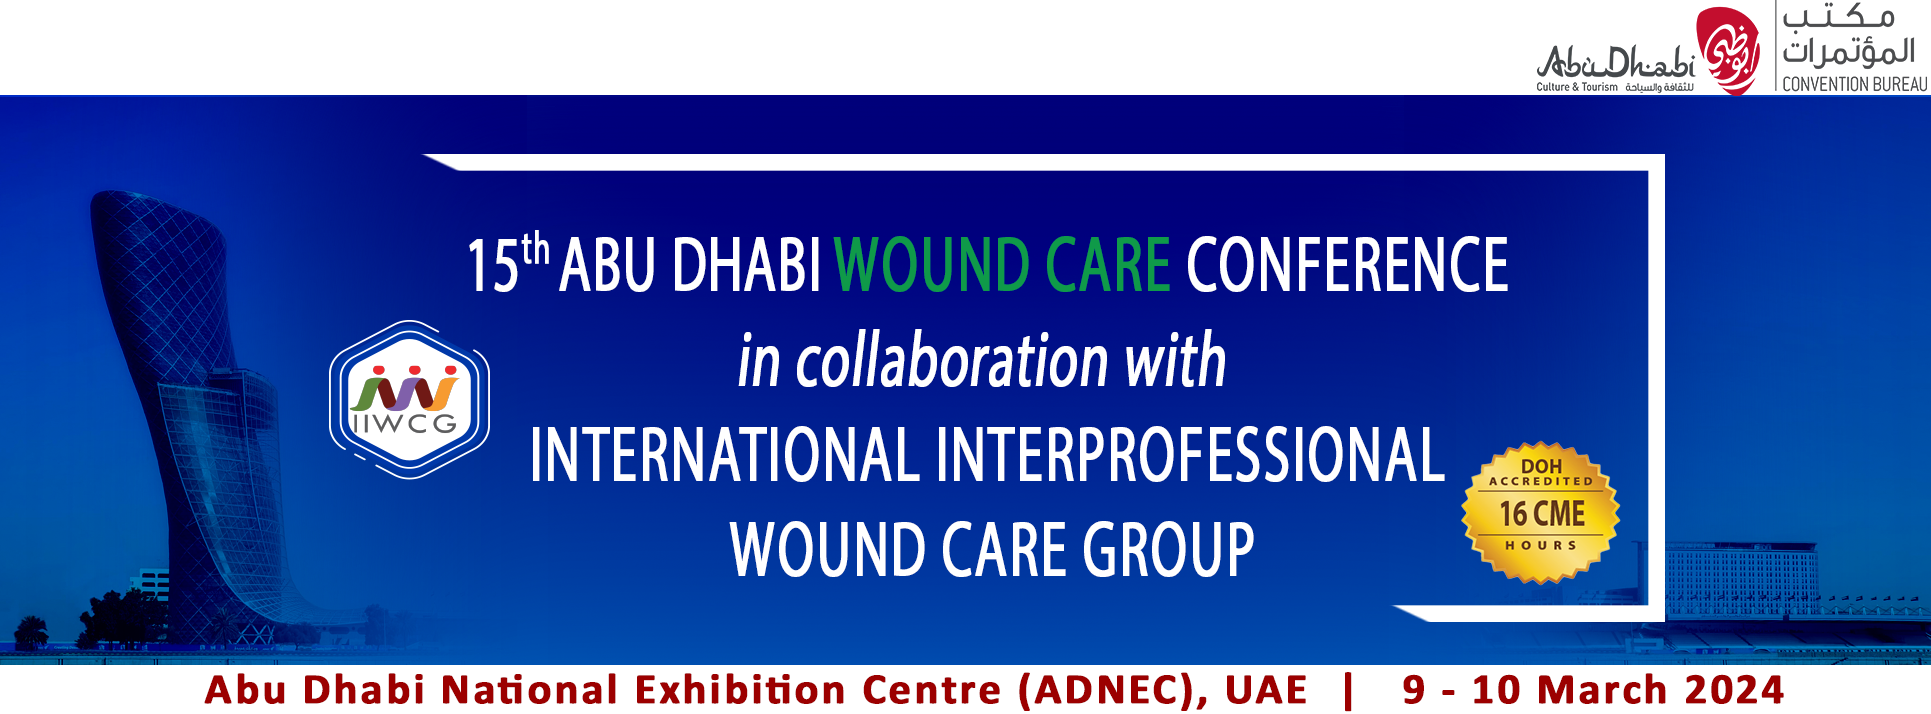 AbuDhabi
Culture & Tourism للثقافة والسياحة
أبوظبي
مكتب
المؤتمرات
CONVENTION BUREAU
15th ABU DHABI WOUND CARE CONFERENCE
in collaboration with
IIWCG
INTERNATIONAL INTERPROFESSIONAL
WOUND CARE GROUP
DOH
ACCREDITED
16 CME
HOURS
Abu Dhabi National Exhibition Centre (ADNEC), UAE | 9 - 10 March 2024